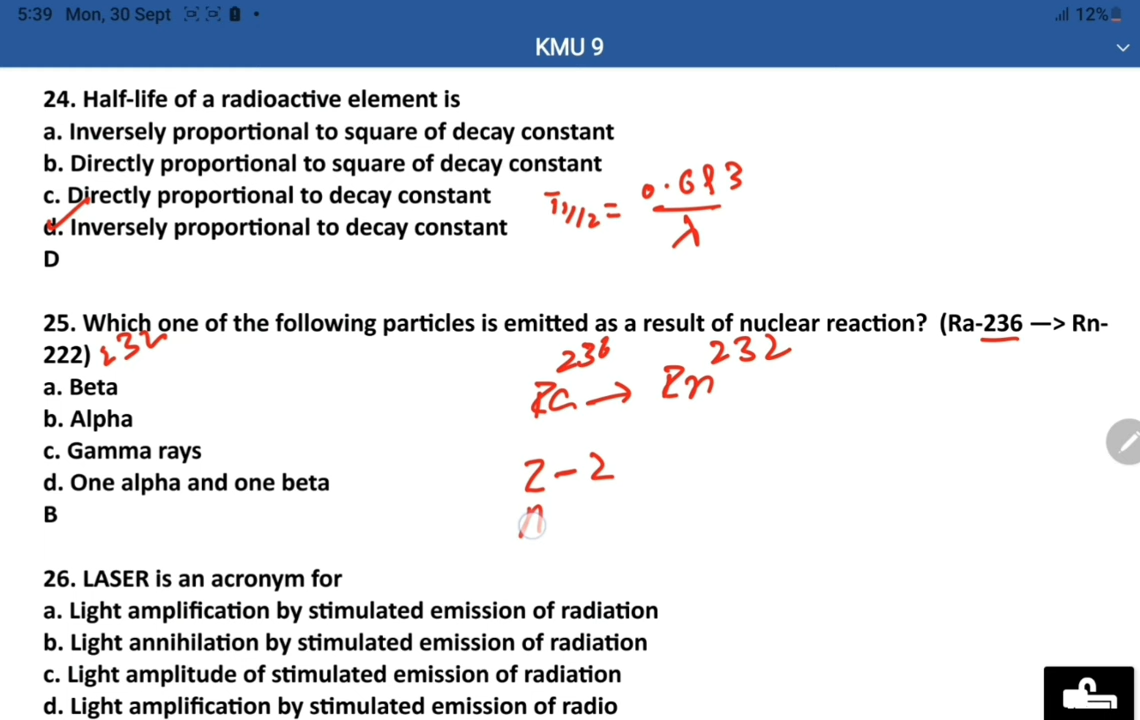 5:39 Mon, 30 Sept 12%
KMU 9
24. Half-life of a radioactive element is
a. Inversely proportional to square of decay constant
b. Directly proportional to square of decay constant
c. Directly proportional to decay constant
d. Inversely proportional to decay constant
D
T1/2 = 0.693
λ
25. Which one of the following particles is emitted as a result of nuclear reaction? (Ra-236 —> Rn-
222) 232
a. Beta
b. Alpha
c. Gamma rays
d. One alpha and one beta
B
236 232
Ra → Rn
Z - 2
n
26. LASER is an acronym for
a. Light amplification by stimulated emission of radiation
b. Light annihilation by stimulated emission of radiation
c. Light amplitude of stimulated emission of radiation
d. Light amplification by stimulated emission of radio